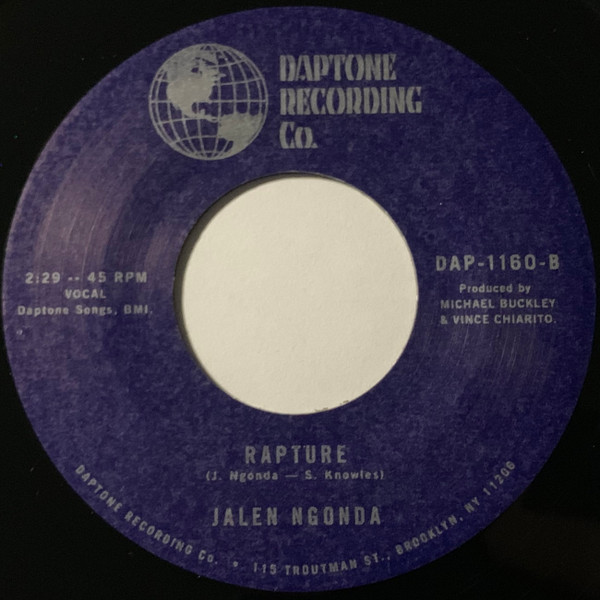 DAPTONE
RECORDING
Co.
2:29 -- 45 RPM
VOCAL
Daptone Songs, BMI.
DAP-1160-B
Produced by
MICHAEL BUCKLEY
& VINCE CHIARITO.
RAPTURE
(J. Ngonda — S. Knowles)
JALEN NGONDA
DAPTONE RECORDING Co. • 115 TROUTMAN ST., BROOKLYN, NY 11206